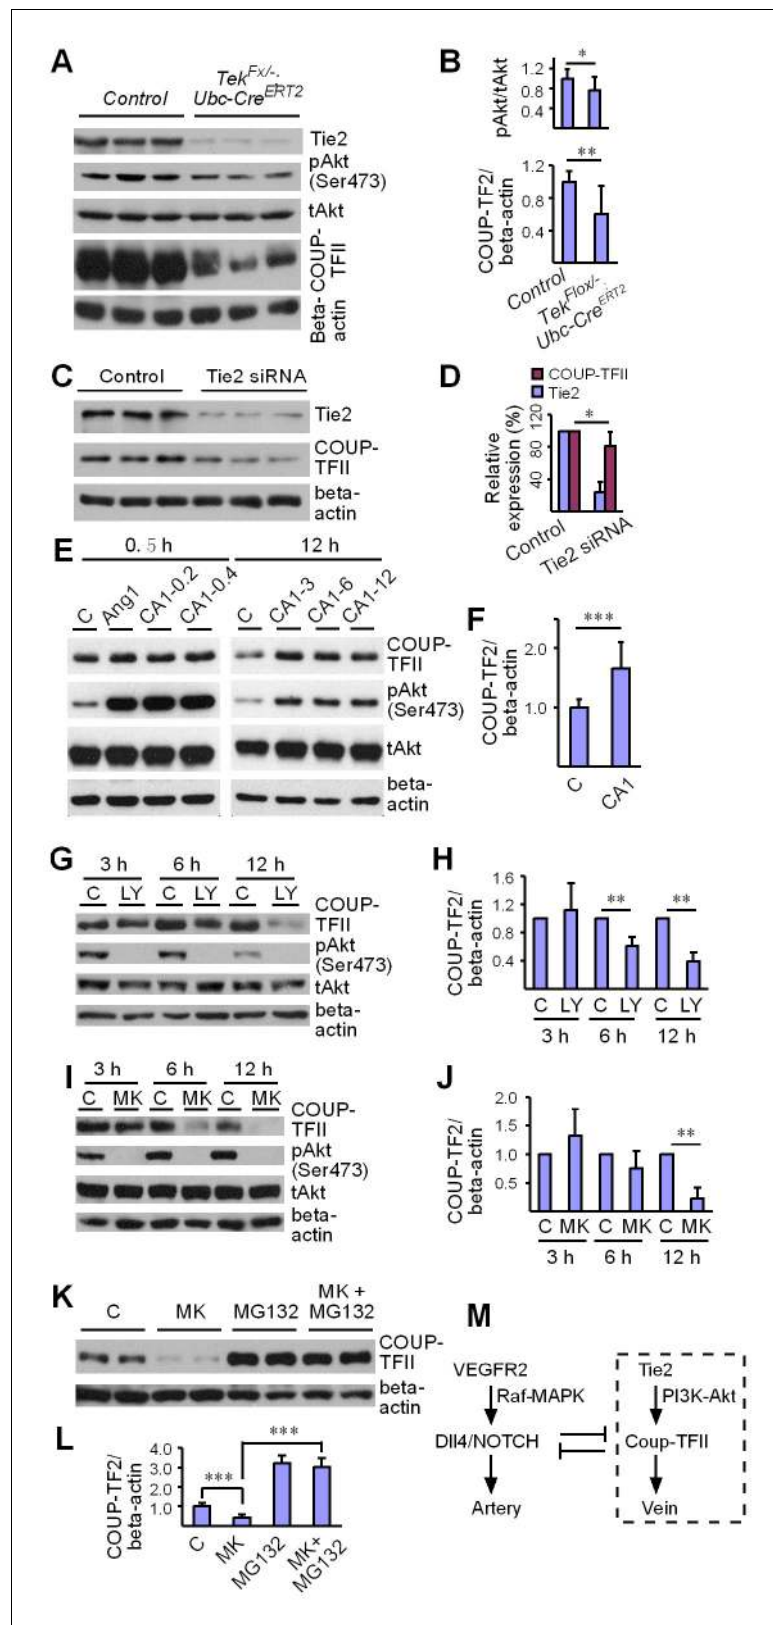 A
Control
Tek^Fx/-;
Ubc-Cre^ERT2
Tie2
pAkt
(Ser473)
tAkt
COUP-
TFII
Beta-
actin
B
pAkt/tAkt
1.2
0.8
0.4
*
COUP-TF2/
beta-actin
1.2
0.8
0.4
**
Control
Tek^Flox/-;
Ubc-Cre^ERT2
C
Control
Tie2 siRNA
Tie2
COUP-
TFII
beta-
actin
D
COUP-TFII
Tie2
Relative
expression (%)
120
80
40
*
Control
Tie2 siRNA
E
0.5 h
12 h
C
Ang1
CA1-0.2
CA1-0.4
C
CA1-3
CA1-6
CA1-12
COUP-
TFII
pAkt
(Ser473)
tAkt
beta-
actin
F
COUP-TF2/
beta-actin
2.0
1.0
***
C
CA1
G
3 h 6 h 12 h
C LY C LY C LY
COUP-
TFII
pAkt
(Ser473)
tAkt
beta-
actin
H
COUP-TF2/
beta-actin
1.6
1.2
0.8
0.4
** **
C LY C LY C LY
3 h 6 h 12 h
I
3 h 6 h 12 h
C MK C MK C MK
COUP-
TFII
pAkt
(Ser473)
tAkt
beta-
actin
J
COUP-TF2/
beta-actin
2.0
1.5
1.0
0.5
**
C MK C MK C MK
3 h 6 h 12 h
K
C MK MG132 MK +
MG132
COUP-
TFII
beta-
actin
L
COUP-TF2/
beta-actin
4.0
3.0
2.0
1.0
***
***
C
MK
MG132
MK+
MG132
M
VEGFR2 Tie2
Raf-MAPK PI3K-Akt
Dll4/NOTCH Coup-TFII
Artery Vein